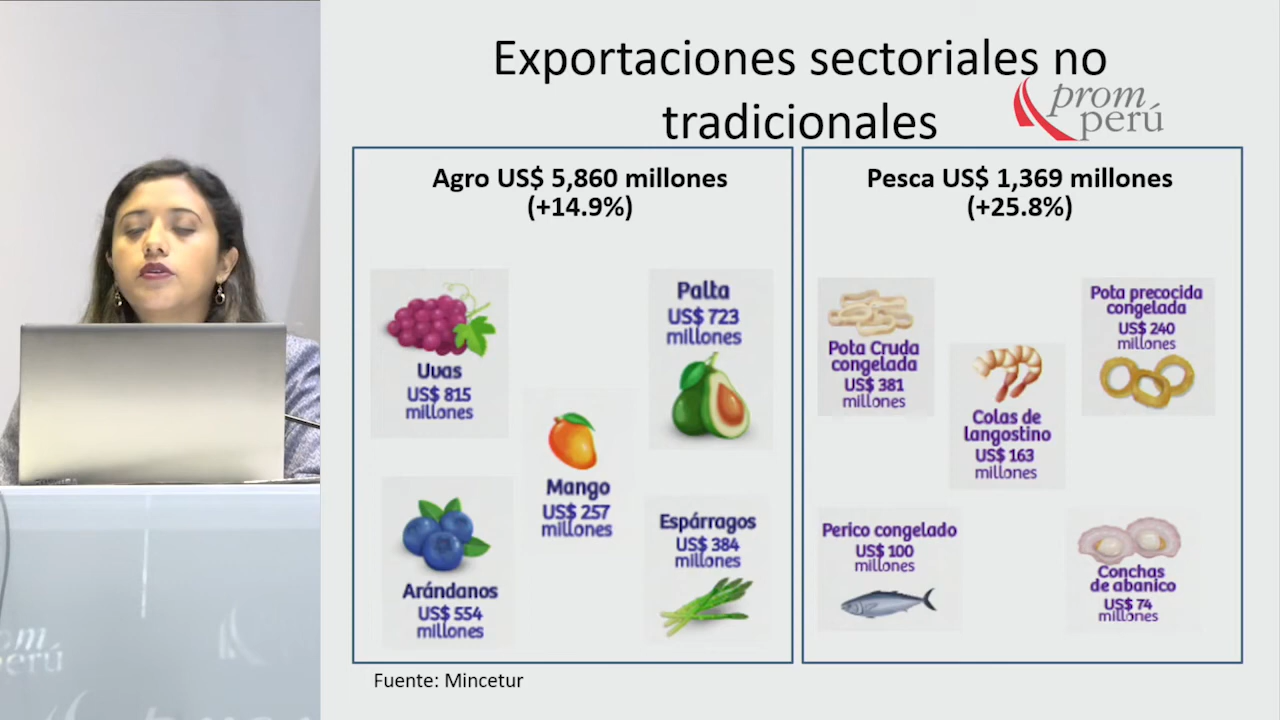 Exportaciones sectoriales no
tradicionales
prom
perú
Agro US$ 5,860 millones
(+14.9%)
Uvas
US$ 815
millones
Palta
US$ 723
millones
Mango
US$ 257
millones
Arándanos
US$ 554
millones
Espárragos
US$ 384
millones
Pesca US$ 1,369 millones
(+25.8%)
Pota Cruda
congelada
US$ 381
millones
Pota precocida
congelada
US$ 240
millones
Colas de
langostino
US$ 163
millones
Perico congelado
US$ 100
millones
Conchas
de abanico
US$ 74
millones
Fuente: Mincetur
prom
perú